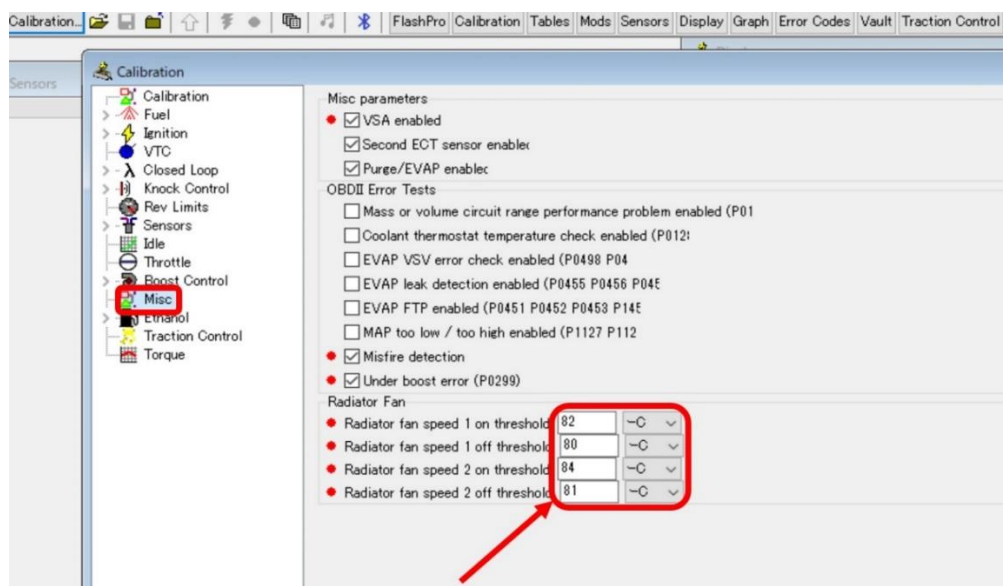 Calibration...
FlashPro Calibration Tables Mods Sensors Display Graph Error Codes Vault Traction Control
Sensors
Calibration
Calibration
Fuel
Ignition
VTC
Closed Loop
Knock Control
Rev Limits
Sensors
Idle
Throttle
Boost Control
Misc
Ethanol
Traction Control
Torque
Misc parameters
VSA enabled
Second ECT sensor enablec
Purge/EVAP enablec
OBDII Error Tests
Mass or volume circuit range performance problem enabled (P01
Coolant thermostat temperature check enabled (P012
EVAP VSV error check enabled (P0498 P04
EVAP leak detection enabled (P0455 P0456 P045
EVAP FTP enabled (P0451 P0452 P0453 P145
MAP too low / too high enabled (P1127 P112
Misfire detection
Under boost error (P0299)
Radiator Fan
Radiator fan speed 1 on threshold 82 ~C
Radiator fan speed 1 off threshold 80 ~C
Radiator fan speed 2 on threshold 84 ~C
Radiator fan speed 2 off threshold 81 ~C